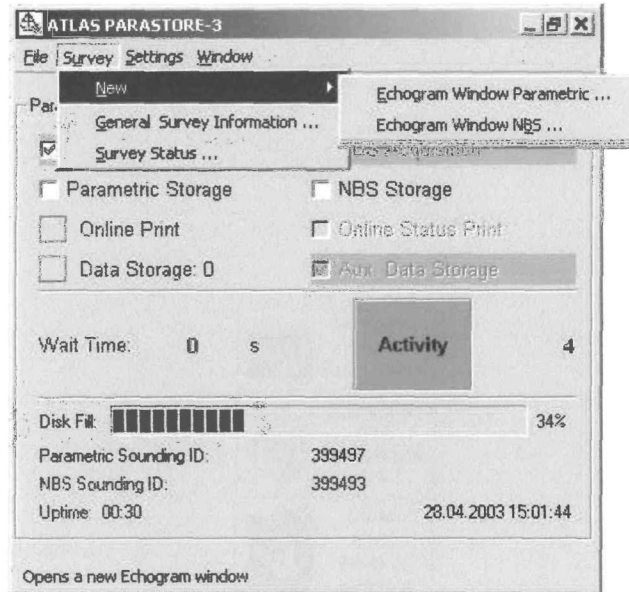 ATLAS PARASTORE-3
File Survey Settings Window
New
Echogram Window Parametric ...
General Survey Information ...
Echogram Window NBS ...
Par
Survey Status ...
Parametric Storage
NBS Storage
Online Print
Online Status Print
Data Storage: 0
Aux. Data Storage
Wait Time: 0 s
Activity
4
Disk Fill:
34%
Parametric Sounding ID: 399497
NBS Sounding ID: 399493
Uptime: 00:30
28.04.2003 15:01:44
Opens a new Echogram window